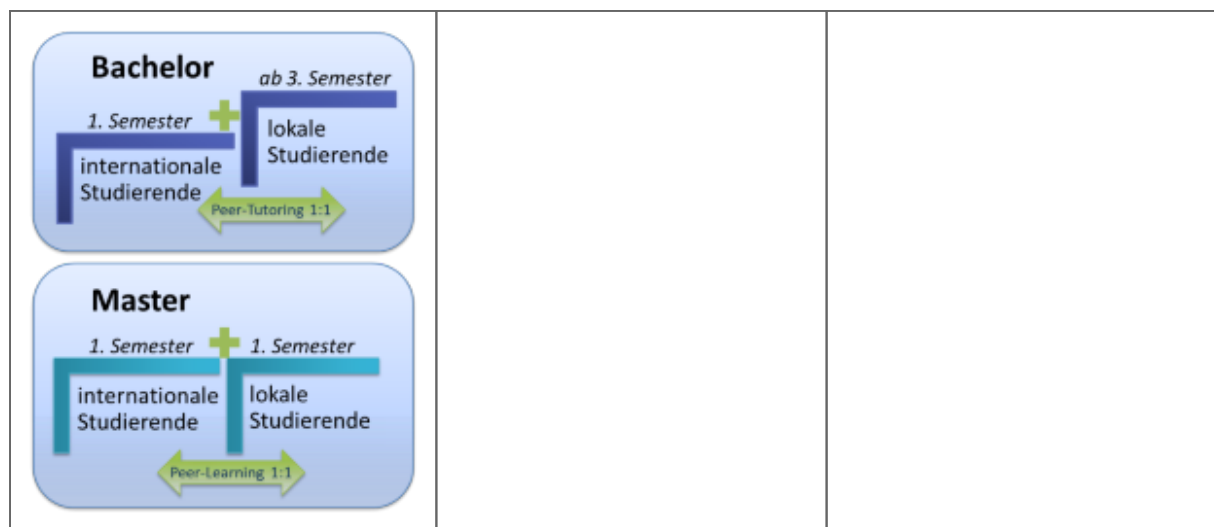 Bachelor
ab 3. Semester
1. Semester
lokale
Studierende
internationale
Studierende
Peer-Tutoring 1:1
Master
1. Semester
1. Semester
internationale
Studierende
lokale
Studierende
Peer-Learning 1:1